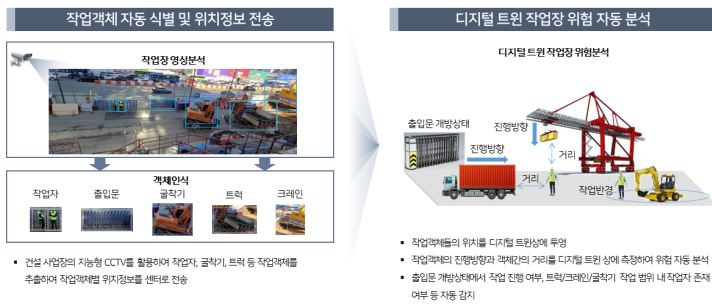 작업객체 자동 식별 및 위치정보 전송
작업장 영상분석
객체인식
작업자 출입문 굴착기 트럭 크레인
▪ 건설 사업장의 지능형 CCTV를 활용하여 작업자, 굴착기, 트럭 등 작업객체를
추출하여 작업객체별 위치정보를 센터로 전송
디지털 트윈 작업장 위험 자동 분석
디지털 트윈 작업장 위험분석
출입문 개방상태
진행방향
진행방향
거리
거리
작업반경
▪ 작업객체들의 위치를 디지털 트윈상에 투영
▪ 작업객체의 진행방향과 객체간의 거리를 디지털 트윈 상에 측정하여 위험 자동 분석
▪ 출입문 개방상태에서 작업 진행 여부, 트럭/크레인/굴착기 작업 범위 내 작업자 존재
여부 등 자동 감지